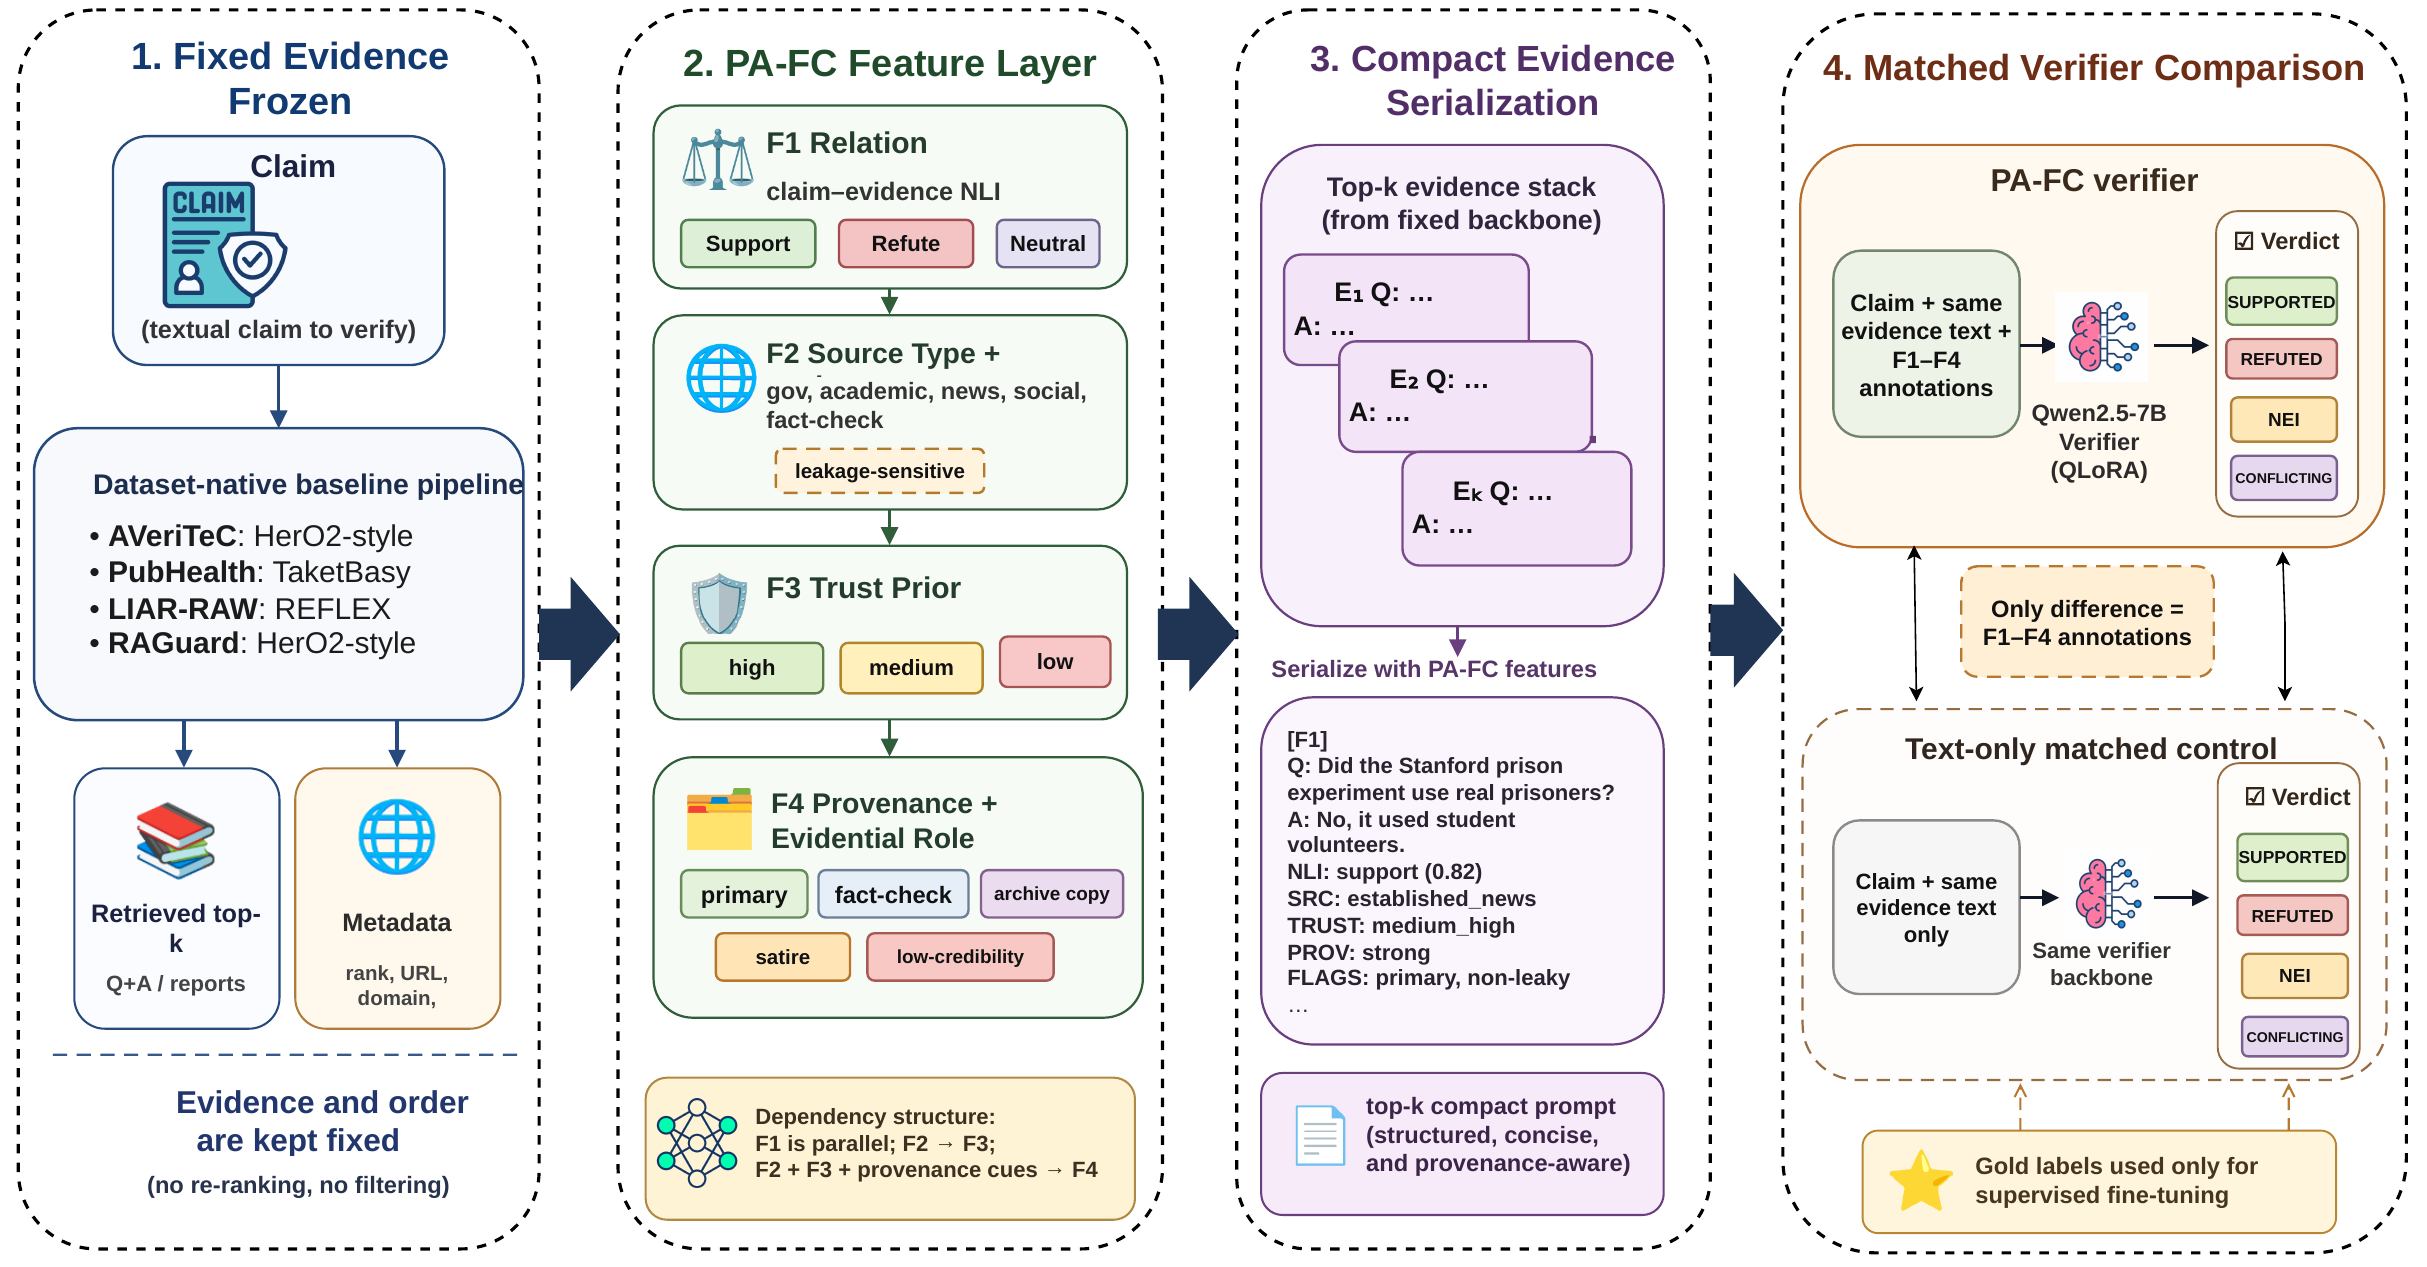 1. Fixed Evidence
Frozen
Claim
CLAIM
(textual claim to verify)
Dataset-native baseline pipeline
• AVeriTeC: HerO2-style
• PubHealth: TaketBasy
• LIAR-RAW: REFLEX
• RAGuard: HerO2-style
Retrieved top-
k
Q+A / reports
Metadata
rank, URL,
domain,
Evidence and order
are kept fixed
(no re-ranking, no filtering)
2. PA-FC Feature Layer
F1 Relation
claim–evidence NLI
Support
Refute
Neutral
F2 Source Type +
gov, academic, news, social,
fact-check
leakage-sensitive
F3 Trust Prior
high
medium
low
F4 Provenance +
Evidential Role
primary
fact-check
archive copy
satire
low-credibility
Dependency structure:
F1 is parallel; F2 → F3;
F2 + F3 + provenance cues → F4
3. Compact Evidence
Serialization
Top-k evidence stack
(from fixed backbone)
E₁ Q: …
A: …
E₂ Q: …
A: …
Eₖ Q: …
A: …
Serialize with PA-FC features
[F1]
Q: Did the Stanford prison
experiment use real prisoners?
A: No, it used student
volunteers.
NLI: support (0.82)
SRC: established_news
TRUST: medium_high
PROV: strong
FLAGS: primary, non-leaky
…
top-k compact prompt
(structured, concise,
and provenance-aware)
4. Matched Verifier Comparison
PA-FC verifier
Claim + same
evidence text +
F1–F4
annotations
Qwen2.5-7B
Verifier
(QLoRA)
☑ Verdict
SUPPORTED
REFUTED
NEI
CONFLICTING
Only difference =
F1–F4 annotations
Text-only matched control
Claim + same
evidence text
only
Same verifier
backbone
☑ Verdict
SUPPORTED
REFUTED
NEI
CONFLICTING
Gold labels used only for
supervised fine-tuning